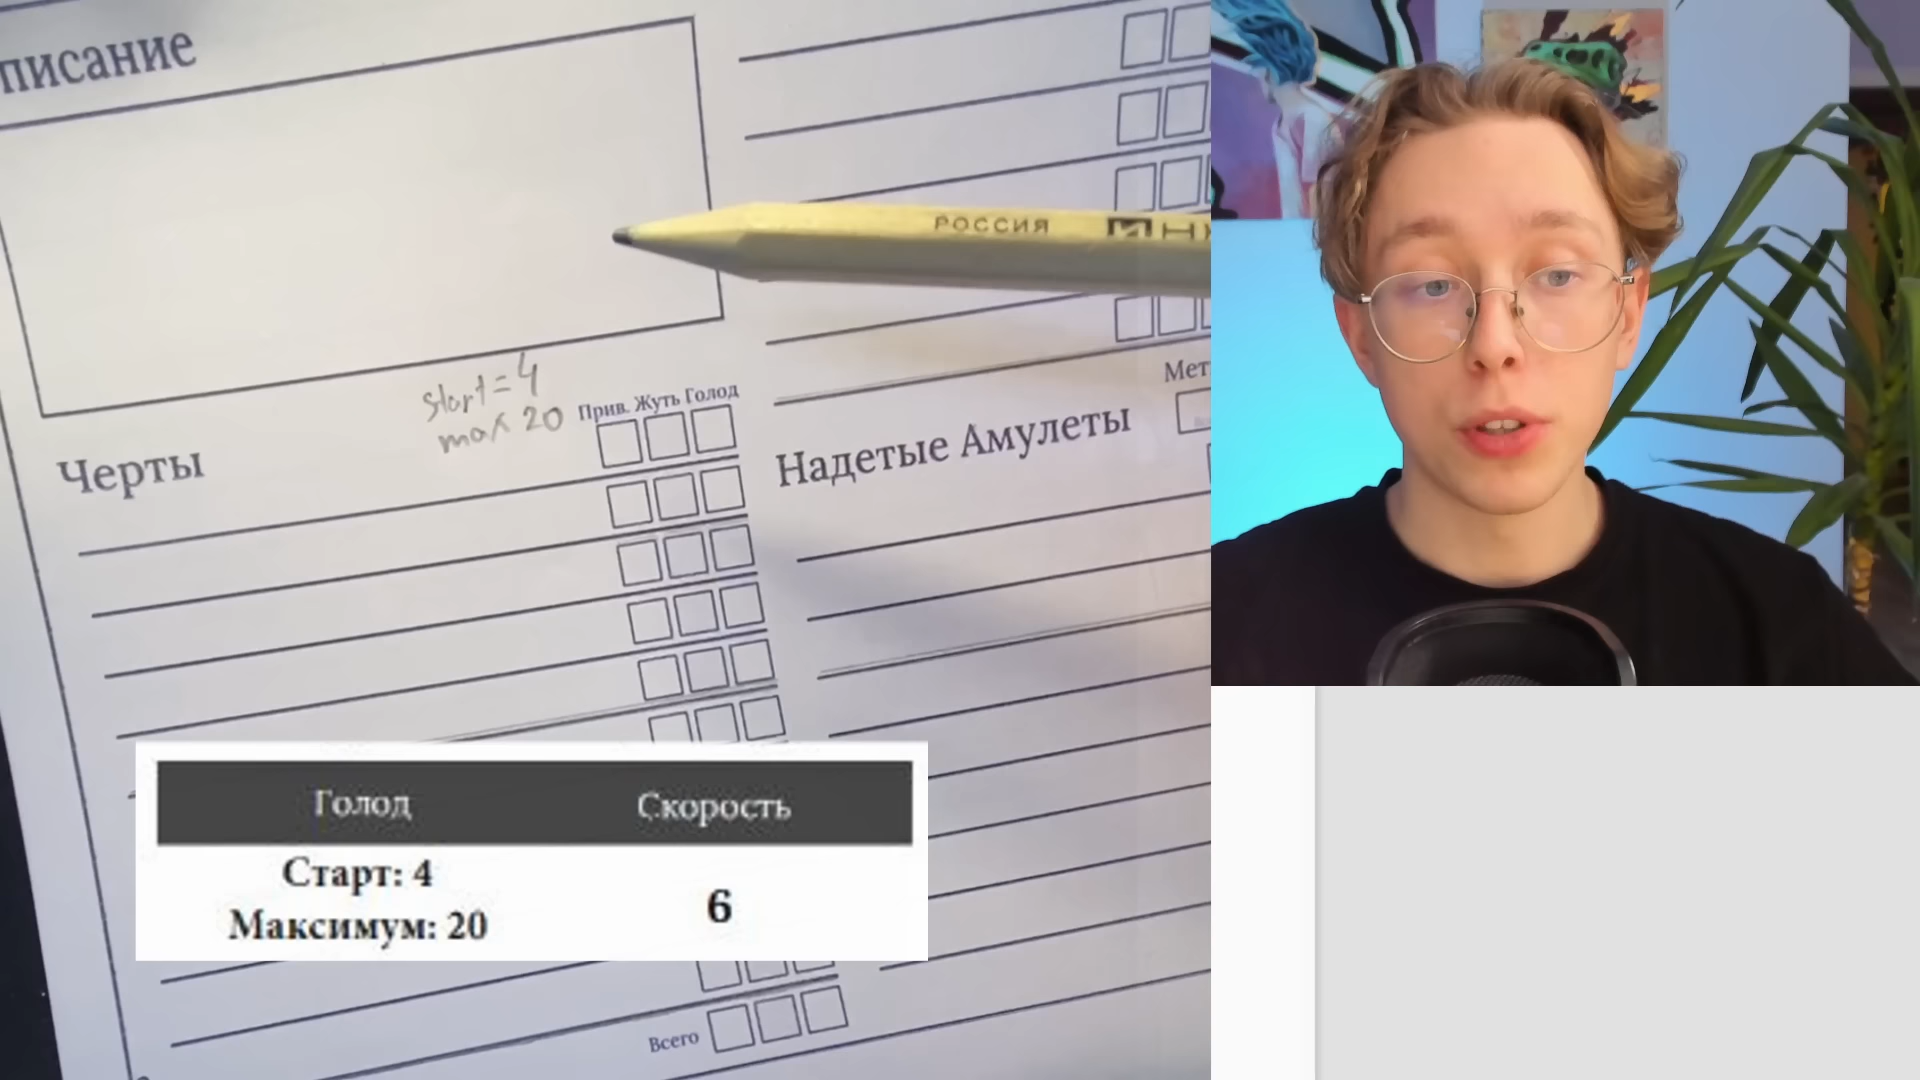 писание
РОССИЯ
start = 4
max 20
Прив. Жуть Голод
Черты
Надетые Амулеты
Голод Скорость
Старт: 4
Максимум: 20
6
Всего